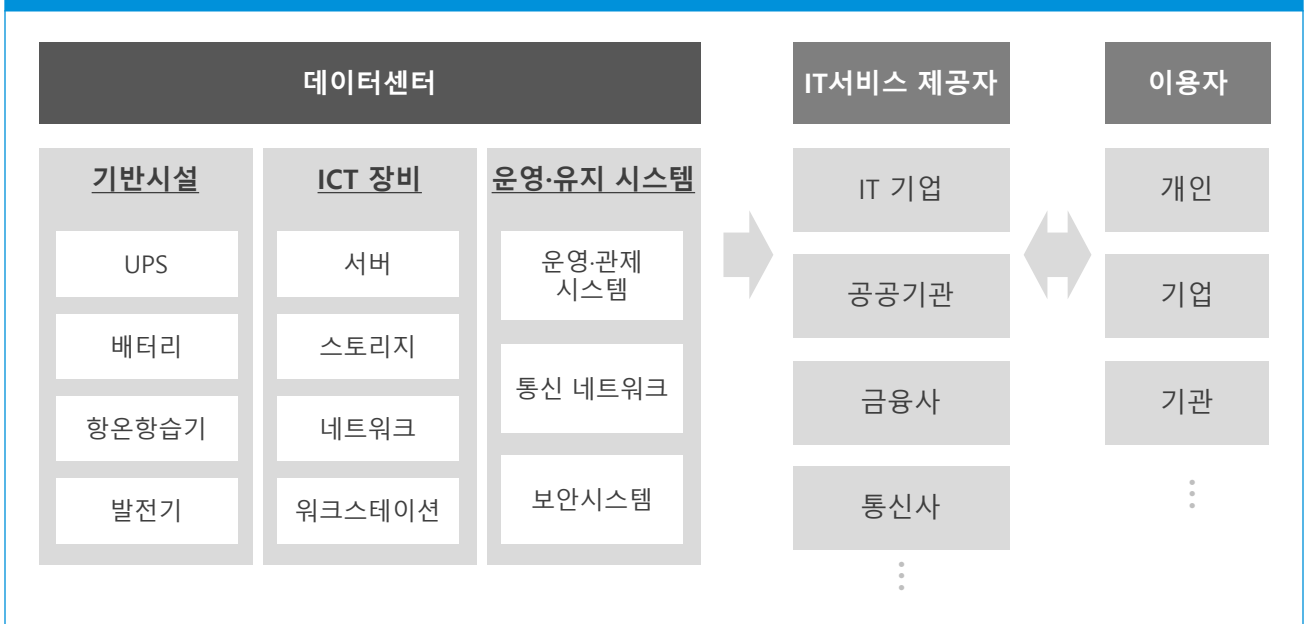 데이터센터
IT서비스 제공자
이용자
기반시설
UPS
배터리
항온항습기
발전기
ICT 장비
서버
스토리지
네트워크
워크스테이션
운영·유지 시스템
운영·관제
시스템
통신 네트워크
보안시스템
IT 기업
공공기관
금융사
통신사
개인
기업
기관